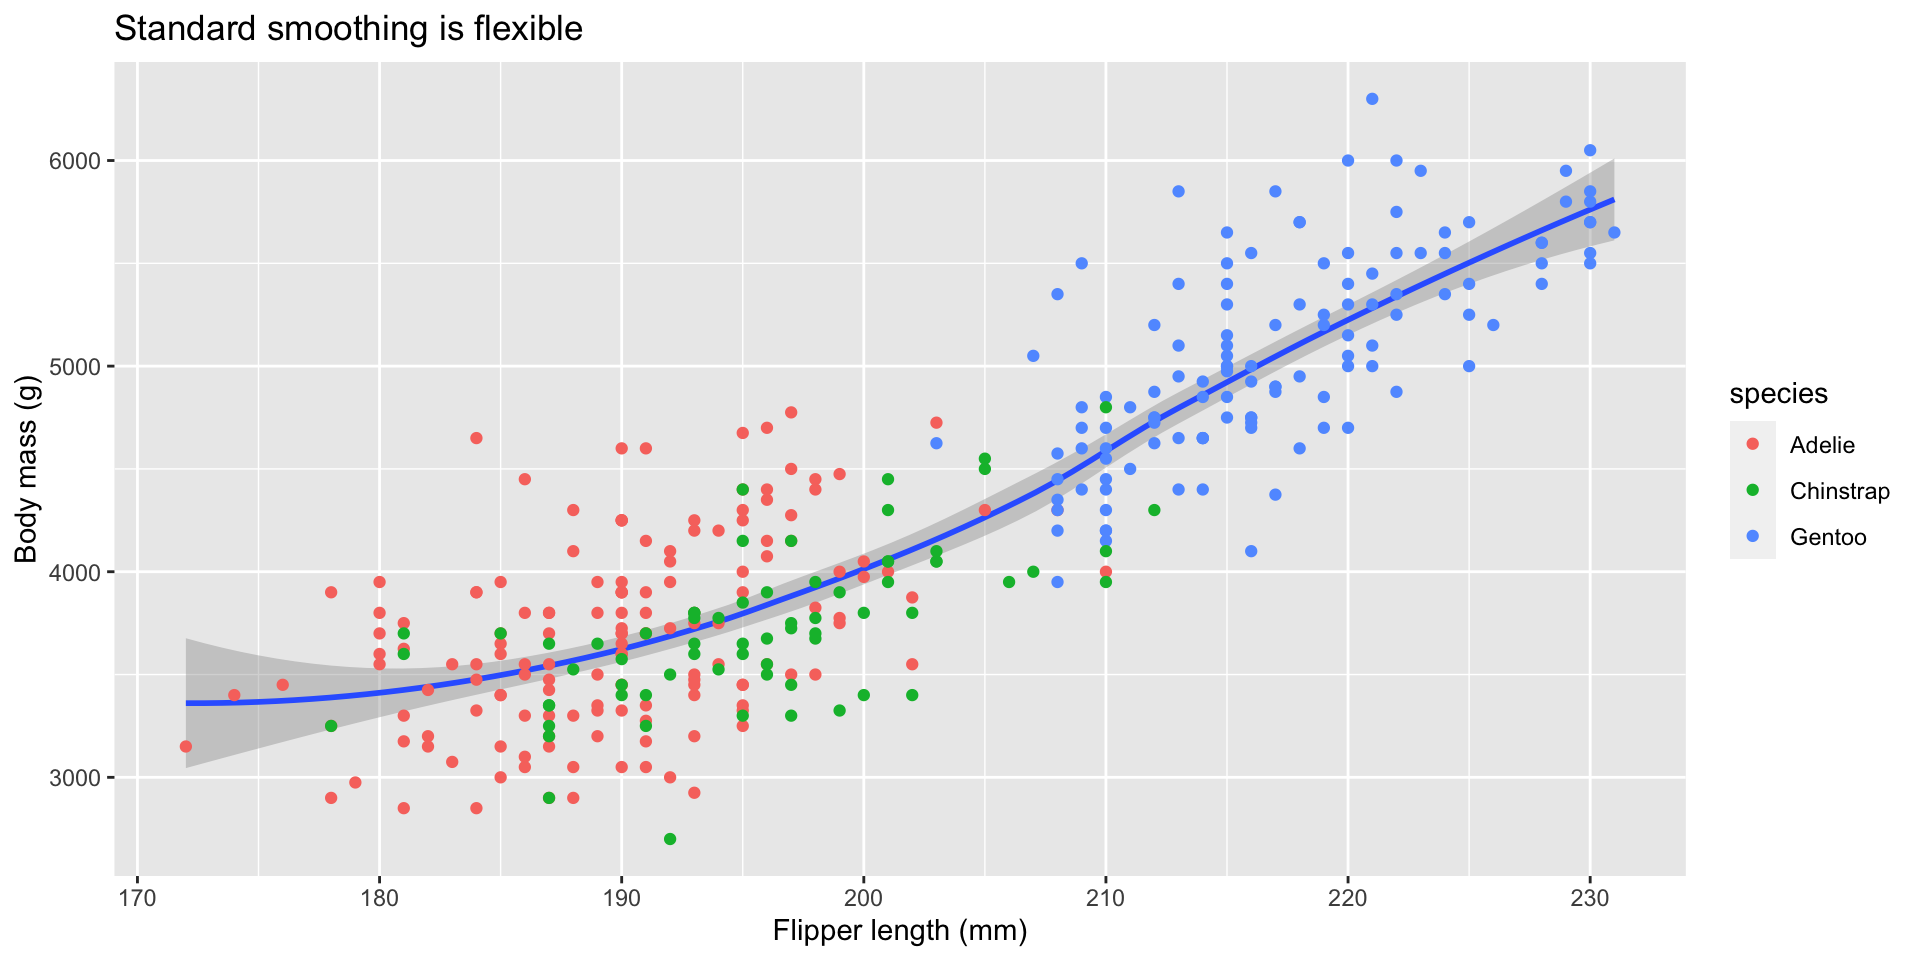 Standard smoothing is flexible
6000
5000
4000
3000
Body mass (g)
170 180 190 200 210 220 230
Flipper length (mm)
species
Adelie
Chinstrap
Gentoo